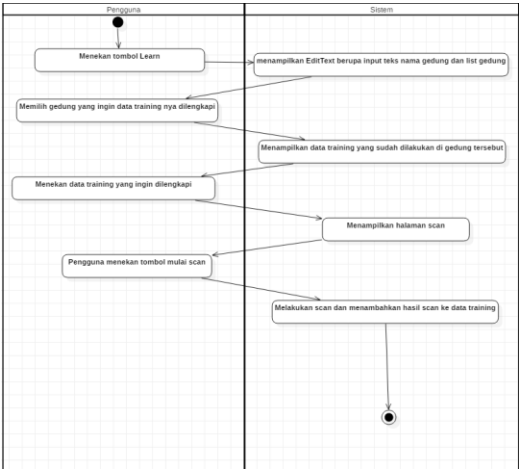 Pengguna
Sistem
Menekan tombol Learn
menampilkan EditText berupa input teks nama gedung dan list gedung
Memilih gedung yang ingin data training nya dilengkapi
Menampilkan data training yang sudah dilakukan di gedung tersebut
Menekan data training yang ingin dilengkapi
Menampilkan halaman scan
Pengguna menekan tombol mulai scan
Melakukan scan dan menambahkan hasil scan ke data training